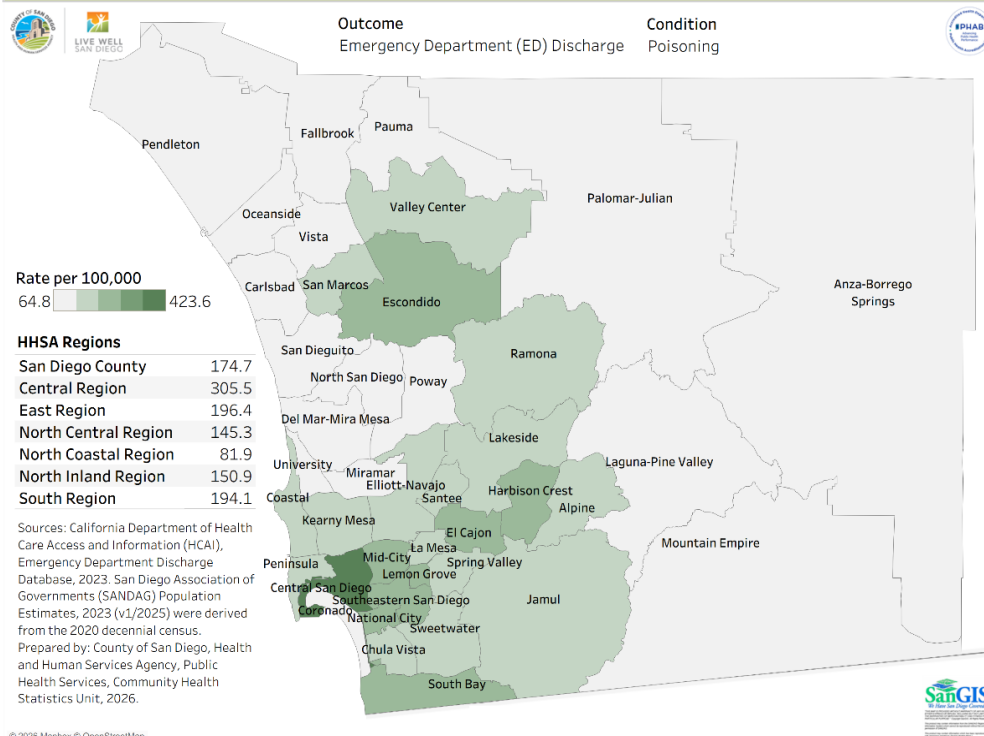 COUNTY OF SAN DIEGO
LIVE WELL
SAN DIEGO
Outcome
Emergency Department (ED) Discharge
Condition
Poisoning
PHAB
Pendleton
Fallbrook
Pauma
Oceanside
Vista
Valley Center
Palomar-Julian
Carlsbad
San Marcos
Escondido
Anza-Borrego
Springs
San Dieguito
North San Diego
Poway
Ramona
Del Mar-Mira Mesa
Lakeside
University
Miramar
Elliott-Navajo
Santee
Harbison Crest
Laguna-Pine Valley
Coastal
Alpine
Kearny Mesa
El Cajon
Mountain Empire
La Mesa
Mid-City
Peninsula
Spring Valley
Lemon Grove
Central San Diego
Southeastern San Diego
Jamul
Coronado
National City
Sweetwater
Chula Vista
South Bay
Rate per 100,000
64.8
423.6
HHSA Regions
San Diego County 174.7
Central Region 305.5
East Region 196.4
North Central Region 145.3
North Coastal Region 81.9
North Inland Region 150.9
South Region 194.1
Sources: California Department of Health
Care Access and Information (HCAI),
Emergency Department Discharge
Database, 2023. San Diego Association of
Governments (SANDAG) Population
Estimates, 2023 (v1/2025) were derived
from the 2020 decennial census.
Prepared by: County of San Diego, Health
and Human Services Agency, Public
Health Services, Community Health
Statistics Unit, 2026.
SanGIS
© 2026 Mapbox © OpenStreetMap